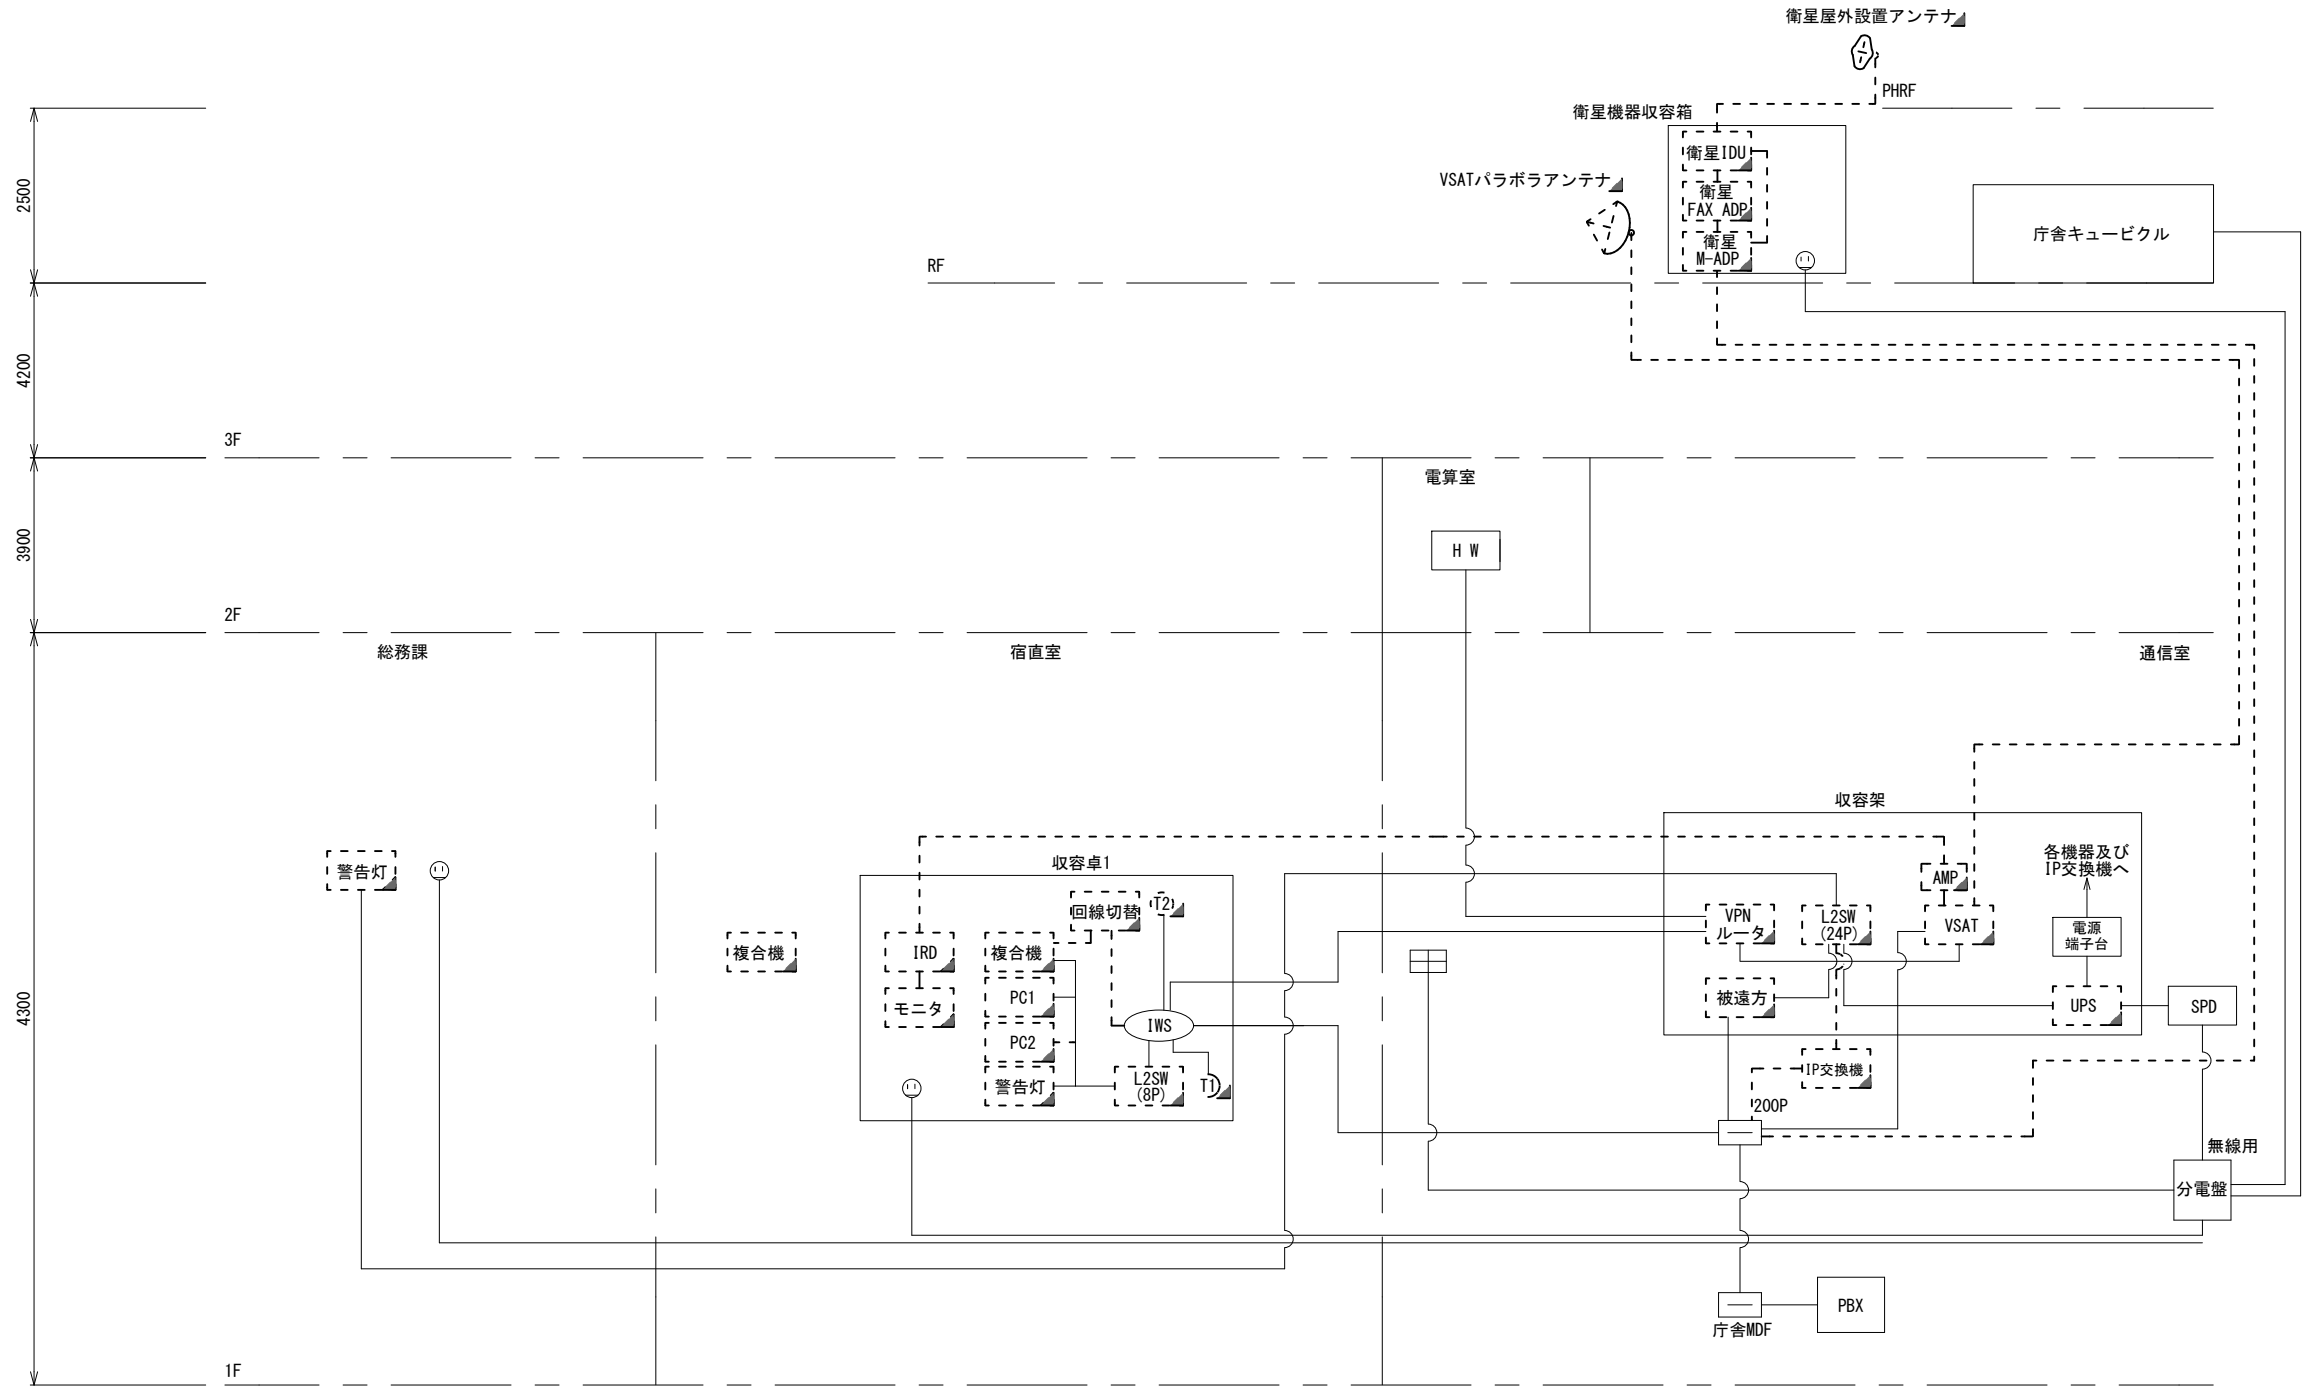 衛星屋外設置アンテナ
PHRF
衛星機器収容箱
衛星IDU
衛星
FAX ADP
衛星
M-ADP
VSATパラボラアンテナ
庁舎キュービクル
RF
2500
4200
3F
電算室
H W
3900
2F
総務課
宿直室
通信室
4300
収容架
各機器及び
IP交換機へ
AMP
VPN
ルータ
L2SW
(24P)
VSAT
電源
端子台
被遠方
UPS
SPD
IP交換機
200P
無線用
分電盤
警告灯
複合機
収容卓1
回線切替
T2
IRD
複合機
モニタ
PC1
PC2
IWS
警告灯
L2SW
(8P)
T1
PBX
庁舎MDF
1F